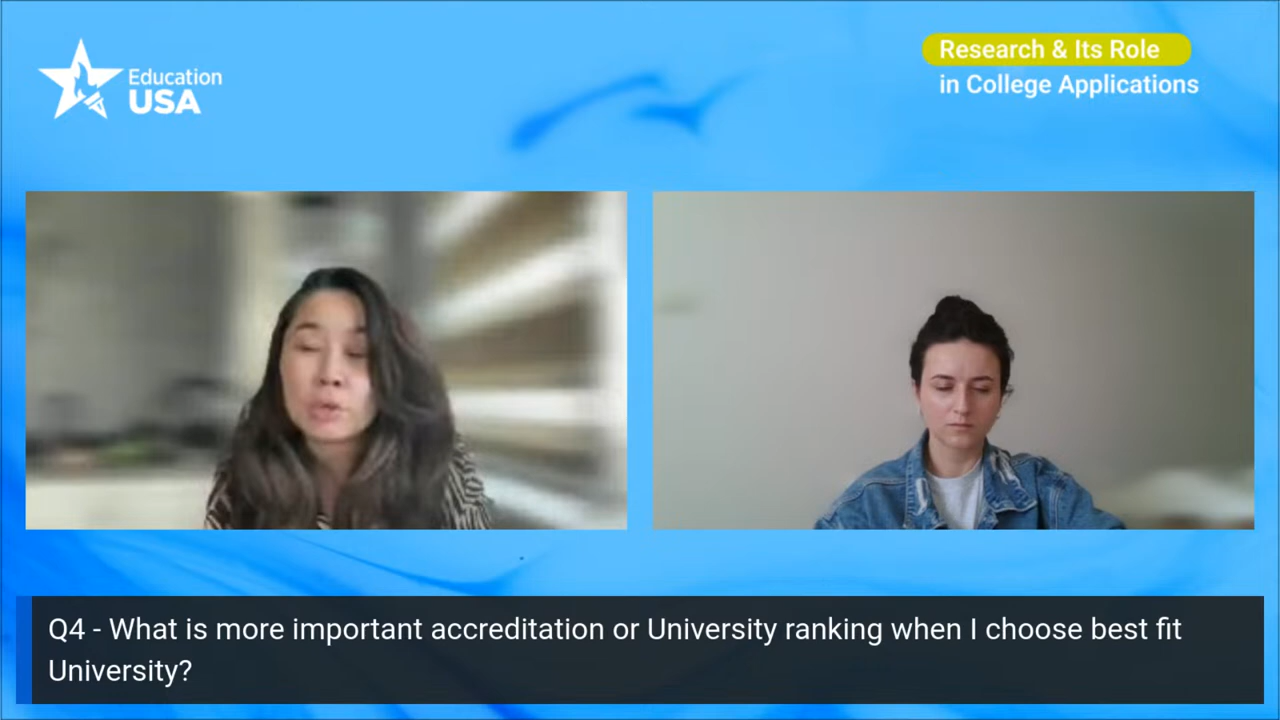 Education
USA
Research & Its Role
in College Applications
Q4 - What is more important accreditation or University ranking when I choose best fit
University?